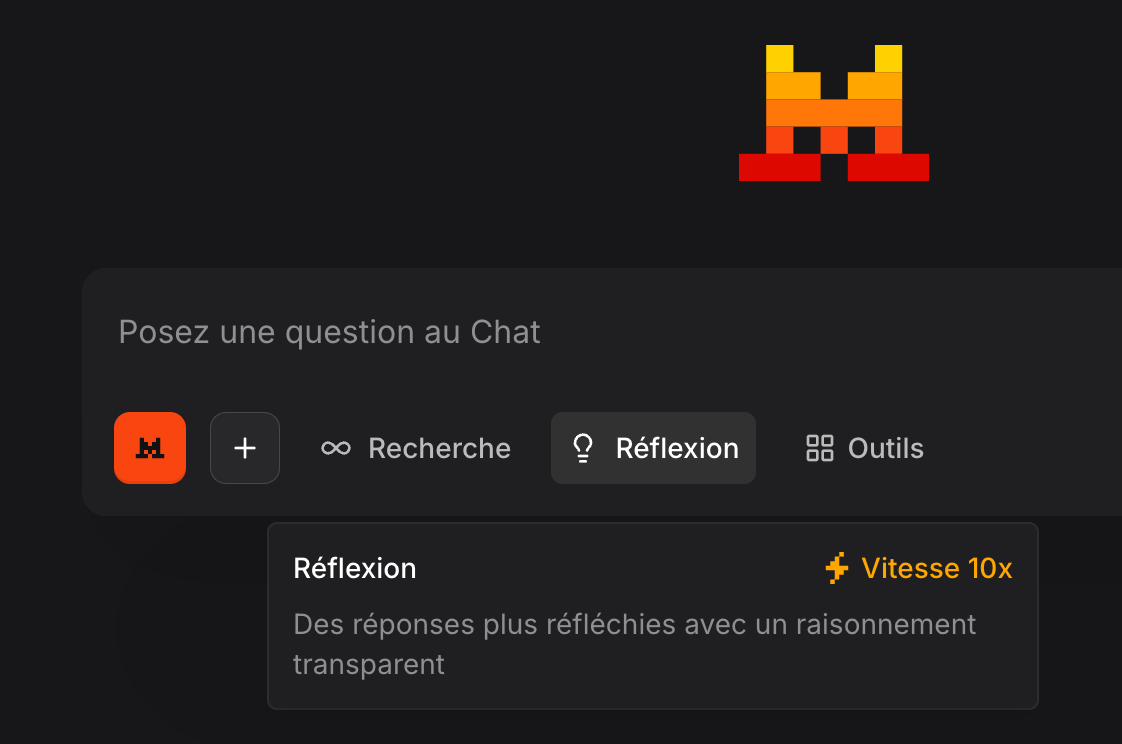 Posez une question au Chat
Recherche
Réflexion
Outils
Réflexion
Vitesse 10x
Des réponses plus réfléchies avec un raisonnement
transparent